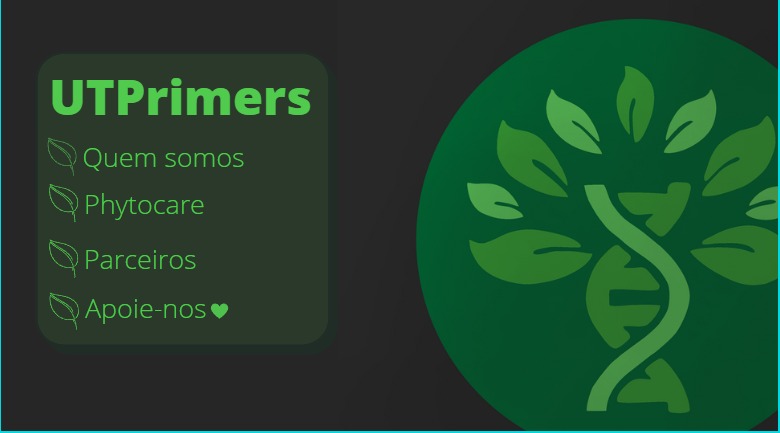 UTPrimers
Quem somos
Phytocare
Parceiros
Apoie-nos